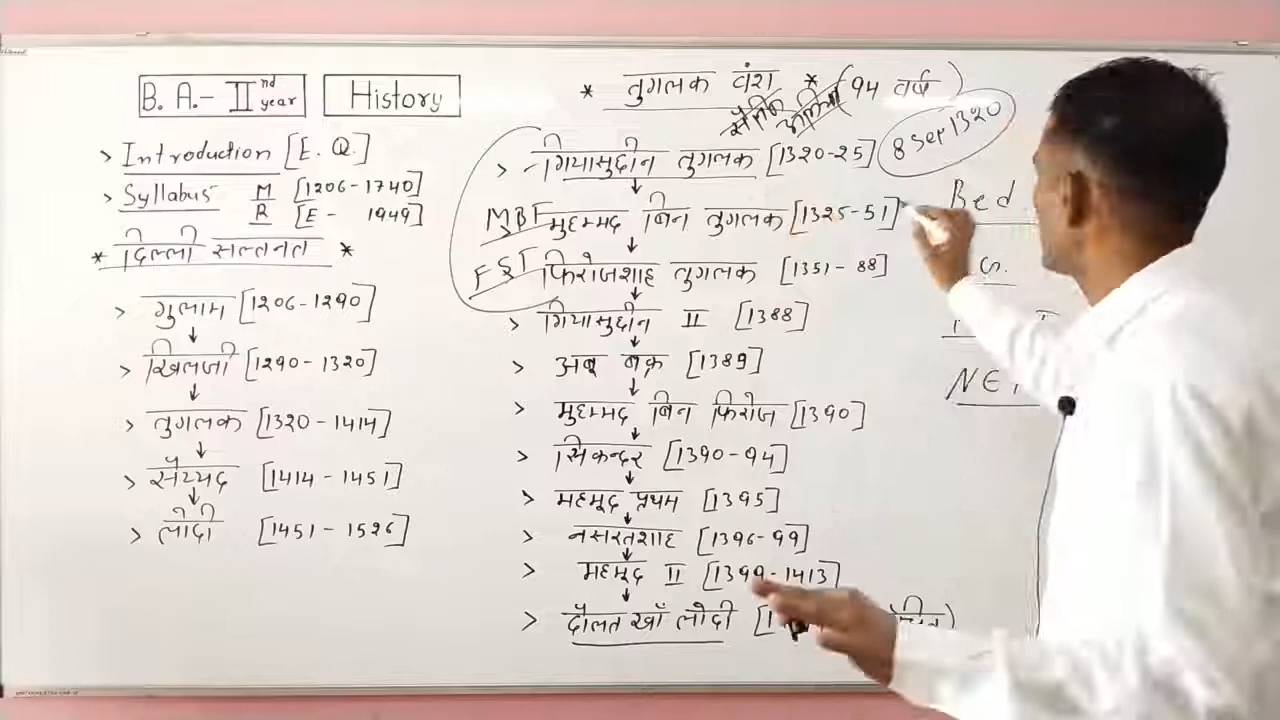 B. A.- II nd year
History
> Introduction [E. Q.]
> Syllabus M [1206-1740]
R [E - 1949]
* दिल्ली सल्तनत *
> गुलाम [1206-1290]
↓
> खिलजी [1290-1320]
↓
> तुगलक [1320-1414]
↓
> सैय्यद [1414-1451]
↓
> लोदी [1451-1526]
* तुगलक वंश * (94 वर्ष)
> गियासुद्दीन तुगलक [1320-25] 8 Sep 1320
↓
MBT मुहम्मद बिन तुगलक [1325-51]
↓
FST फिरोजशाह तुगलक [1351-88]
↓
> गियासुद्दीन II [1388]
↓
> अबू बक्र [1389]
↓
> मुहम्मद बिन फिरोज [1390]
↓
> सिकन्दर [1390-94]
↓
> महमूद प्रथम [1395]
↓
> नसरतशाह [1396-99]
↓
> महमूद II [1399-1413]
↓
> दौलत खाँ लोदी
Bed
NET